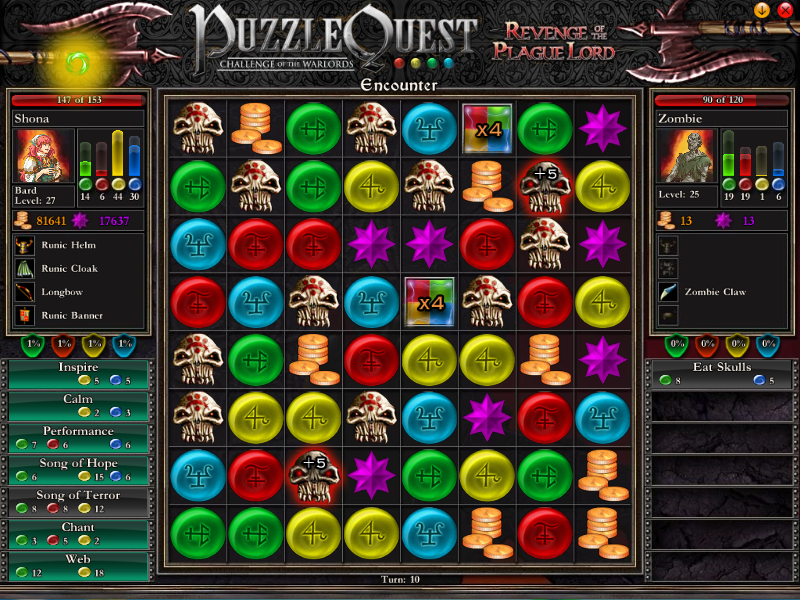 PUZZLEQUEST
CHALLENGE OF THE WARLORDS
REVENGE OF THE
PLAGUE LORD
Encounter
147 of 153
Shona
Bard
Level: 27
14 6 44 30
81641 17637
Runic Helm
Runic Cloak
Longbow
Runic Banner
1% 1% 1% 1%
Inspire
5 5
Calm
2 3
Performance
7 6 6
Song of Hope
6 15 6
Song of Terror
8 8 12
Chant
3 5 2
Web
12 18
x4
+5
x4
+5
Turn: 10
90 of 120
Zombie
Level: 25
19 19 1 6
13 13
Zombie Claw
0% 0% 0% 0%
Eat Skulls
8 5